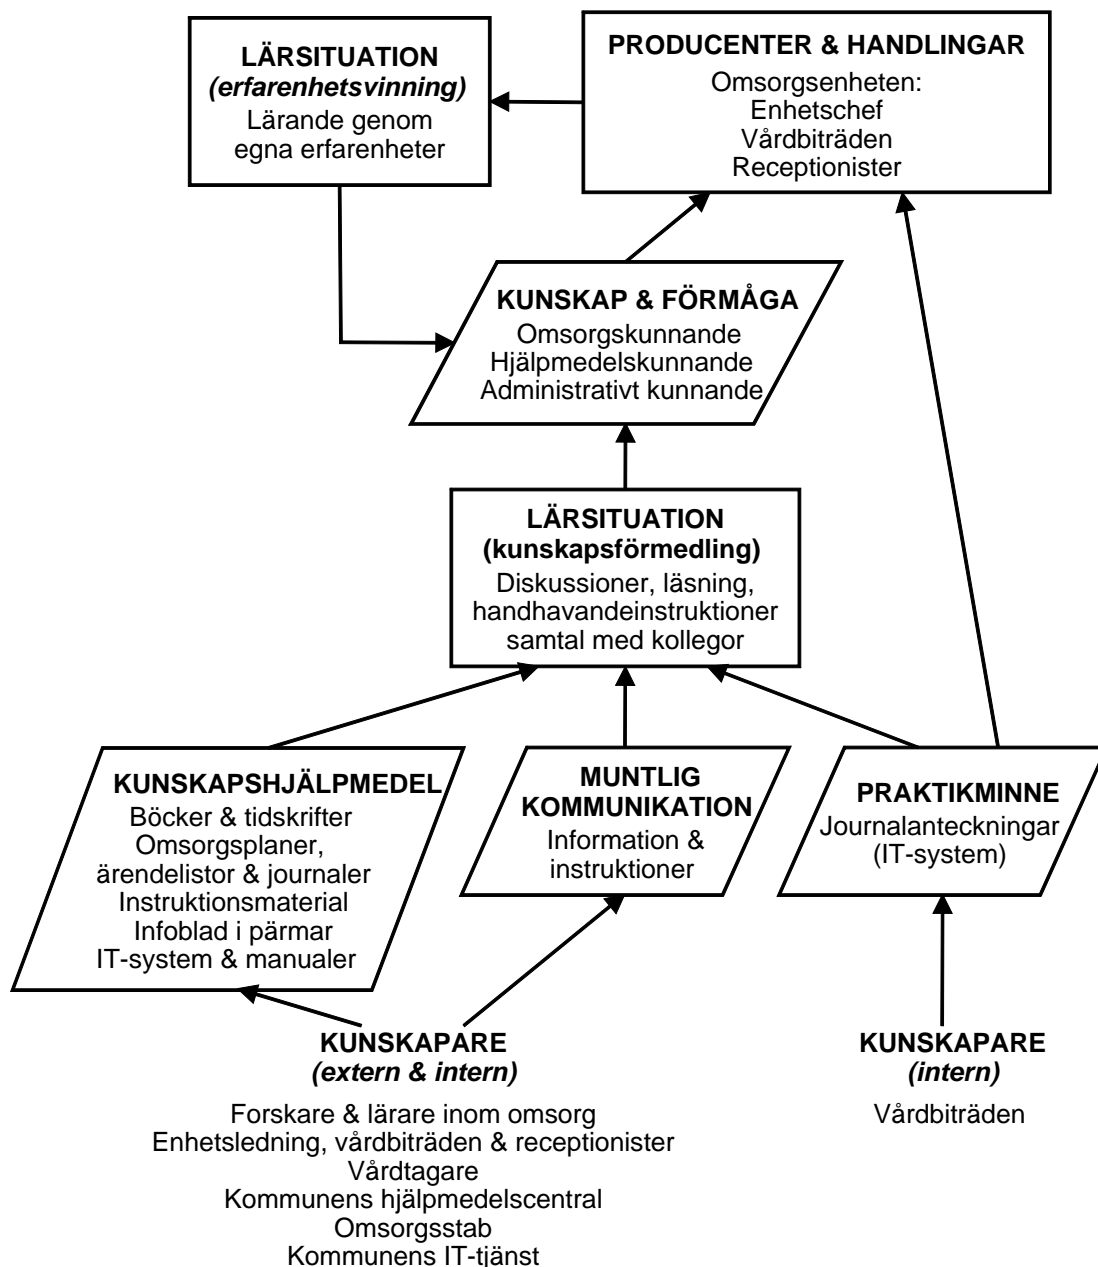 LÄRSITUATION
(erfarenhetsvinning)
Lärande genom
egna erfarenheter
PRODUCENTER & HANDLINGAR
Omsorgsenheten:
Enhetschef
Vårdbiträden
Receptionister
KUNSKAP & FÖRMÅGA
Omsorgskunnande
Hjälpmedelskunnande
Administrativt kunnande
LÄRSITUATION
(kunskapsförmedling)
Diskussioner, läsning,
handhavandeinstruktioner
samtal med kollegor
KUNSKAPSHJÄLPMEDEL
Böcker & tidskrifter
Omsorgsplaner,
ärendelistor & journaler
Instruktionsmaterial
Infoblad i pärmar
IT-system & manualer
MUNTLIG
KOMMUNIKATION
Information &
instruktioner
PRAKTIKMINNE
Journalanteckningar
(IT-system)
KUNSKAPARE
(extern & intern)
Forskare & lärare inom omsorg
Enhetsledning, vårdbiträden & receptionister
Vårdtagare
Kommunens hjälpmedelscentral
Omsorgsstab
Kommunens IT-tjänst
KUNSKAPARE
(intern)
Vårdbiträden